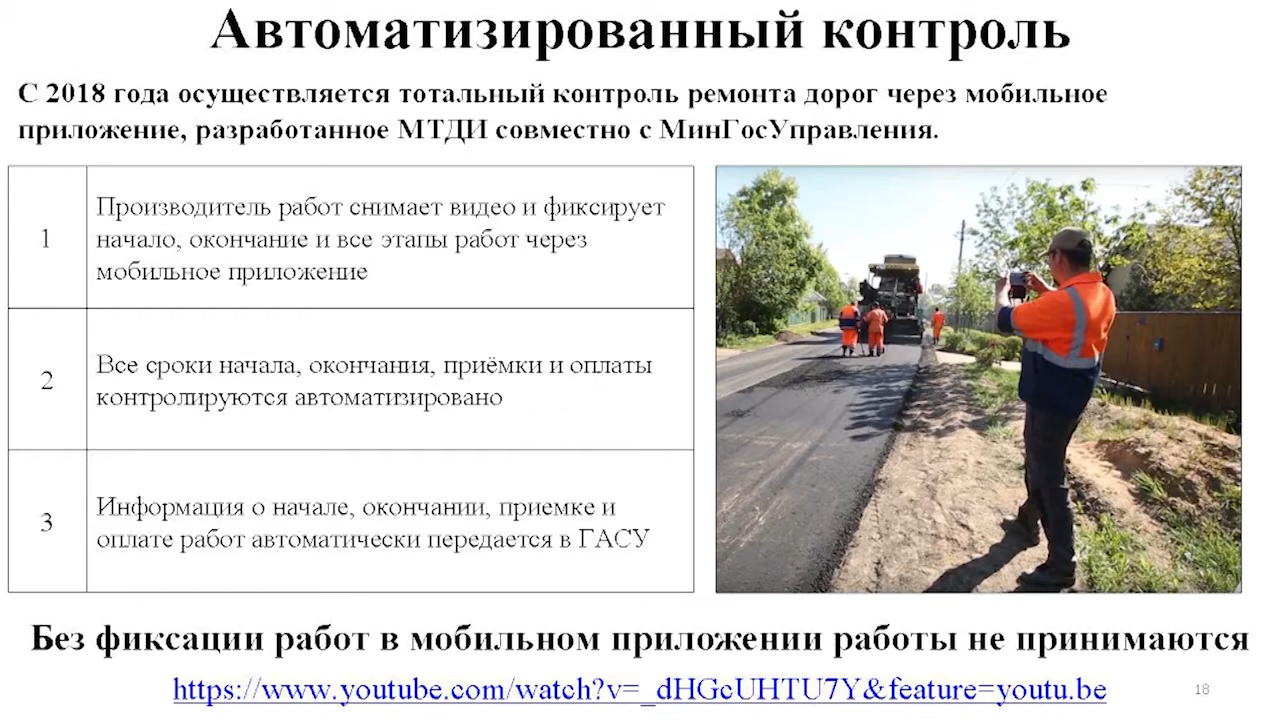 Автоматизированный контроль
С 2018 года осуществляется тотальный контроль ремонта дорог через мобильное
приложение, разработанное МТДИ совместно с МинГосУправления.
1
Производитель работ снимает видео и фиксирует
начало, окончание и все этапы работ через
мобильное приложение
2
Все сроки начала, окончания, приёмки и оплаты
контролируются автоматизировано
3
Информация о начале, окончании, приемке и
оплате работ автоматически передается в ГАСУ
Без фиксации работ в мобильном приложении работы не принимаются
https://www.youtube.com/watch?v=_dHGcUHTU7Y&feature=youtu.be
18